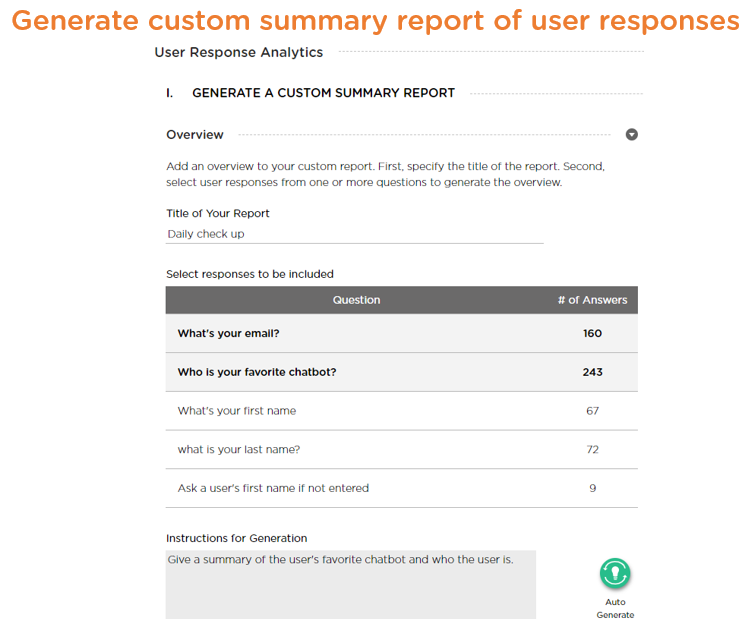 Generate custom summary report of user responses
User Response Analytics
I. GENERATE A CUSTOM SUMMARY REPORT
Overview
Add an overview to your custom report. First, specify the title of the report. Second,
select user responses from one or more questions to generate the overview.
Title of Your Report
Daily check up
Select responses to be included
Question # of Answers
What's your email? 160
Who is your favorite chatbot? 243
What's your first name 67
what is your last name? 72
Ask a user's first name if not entered 9
Instructions for Generation
Give a summary of the user's favorite chatbot and who the user is.
Auto
Generate